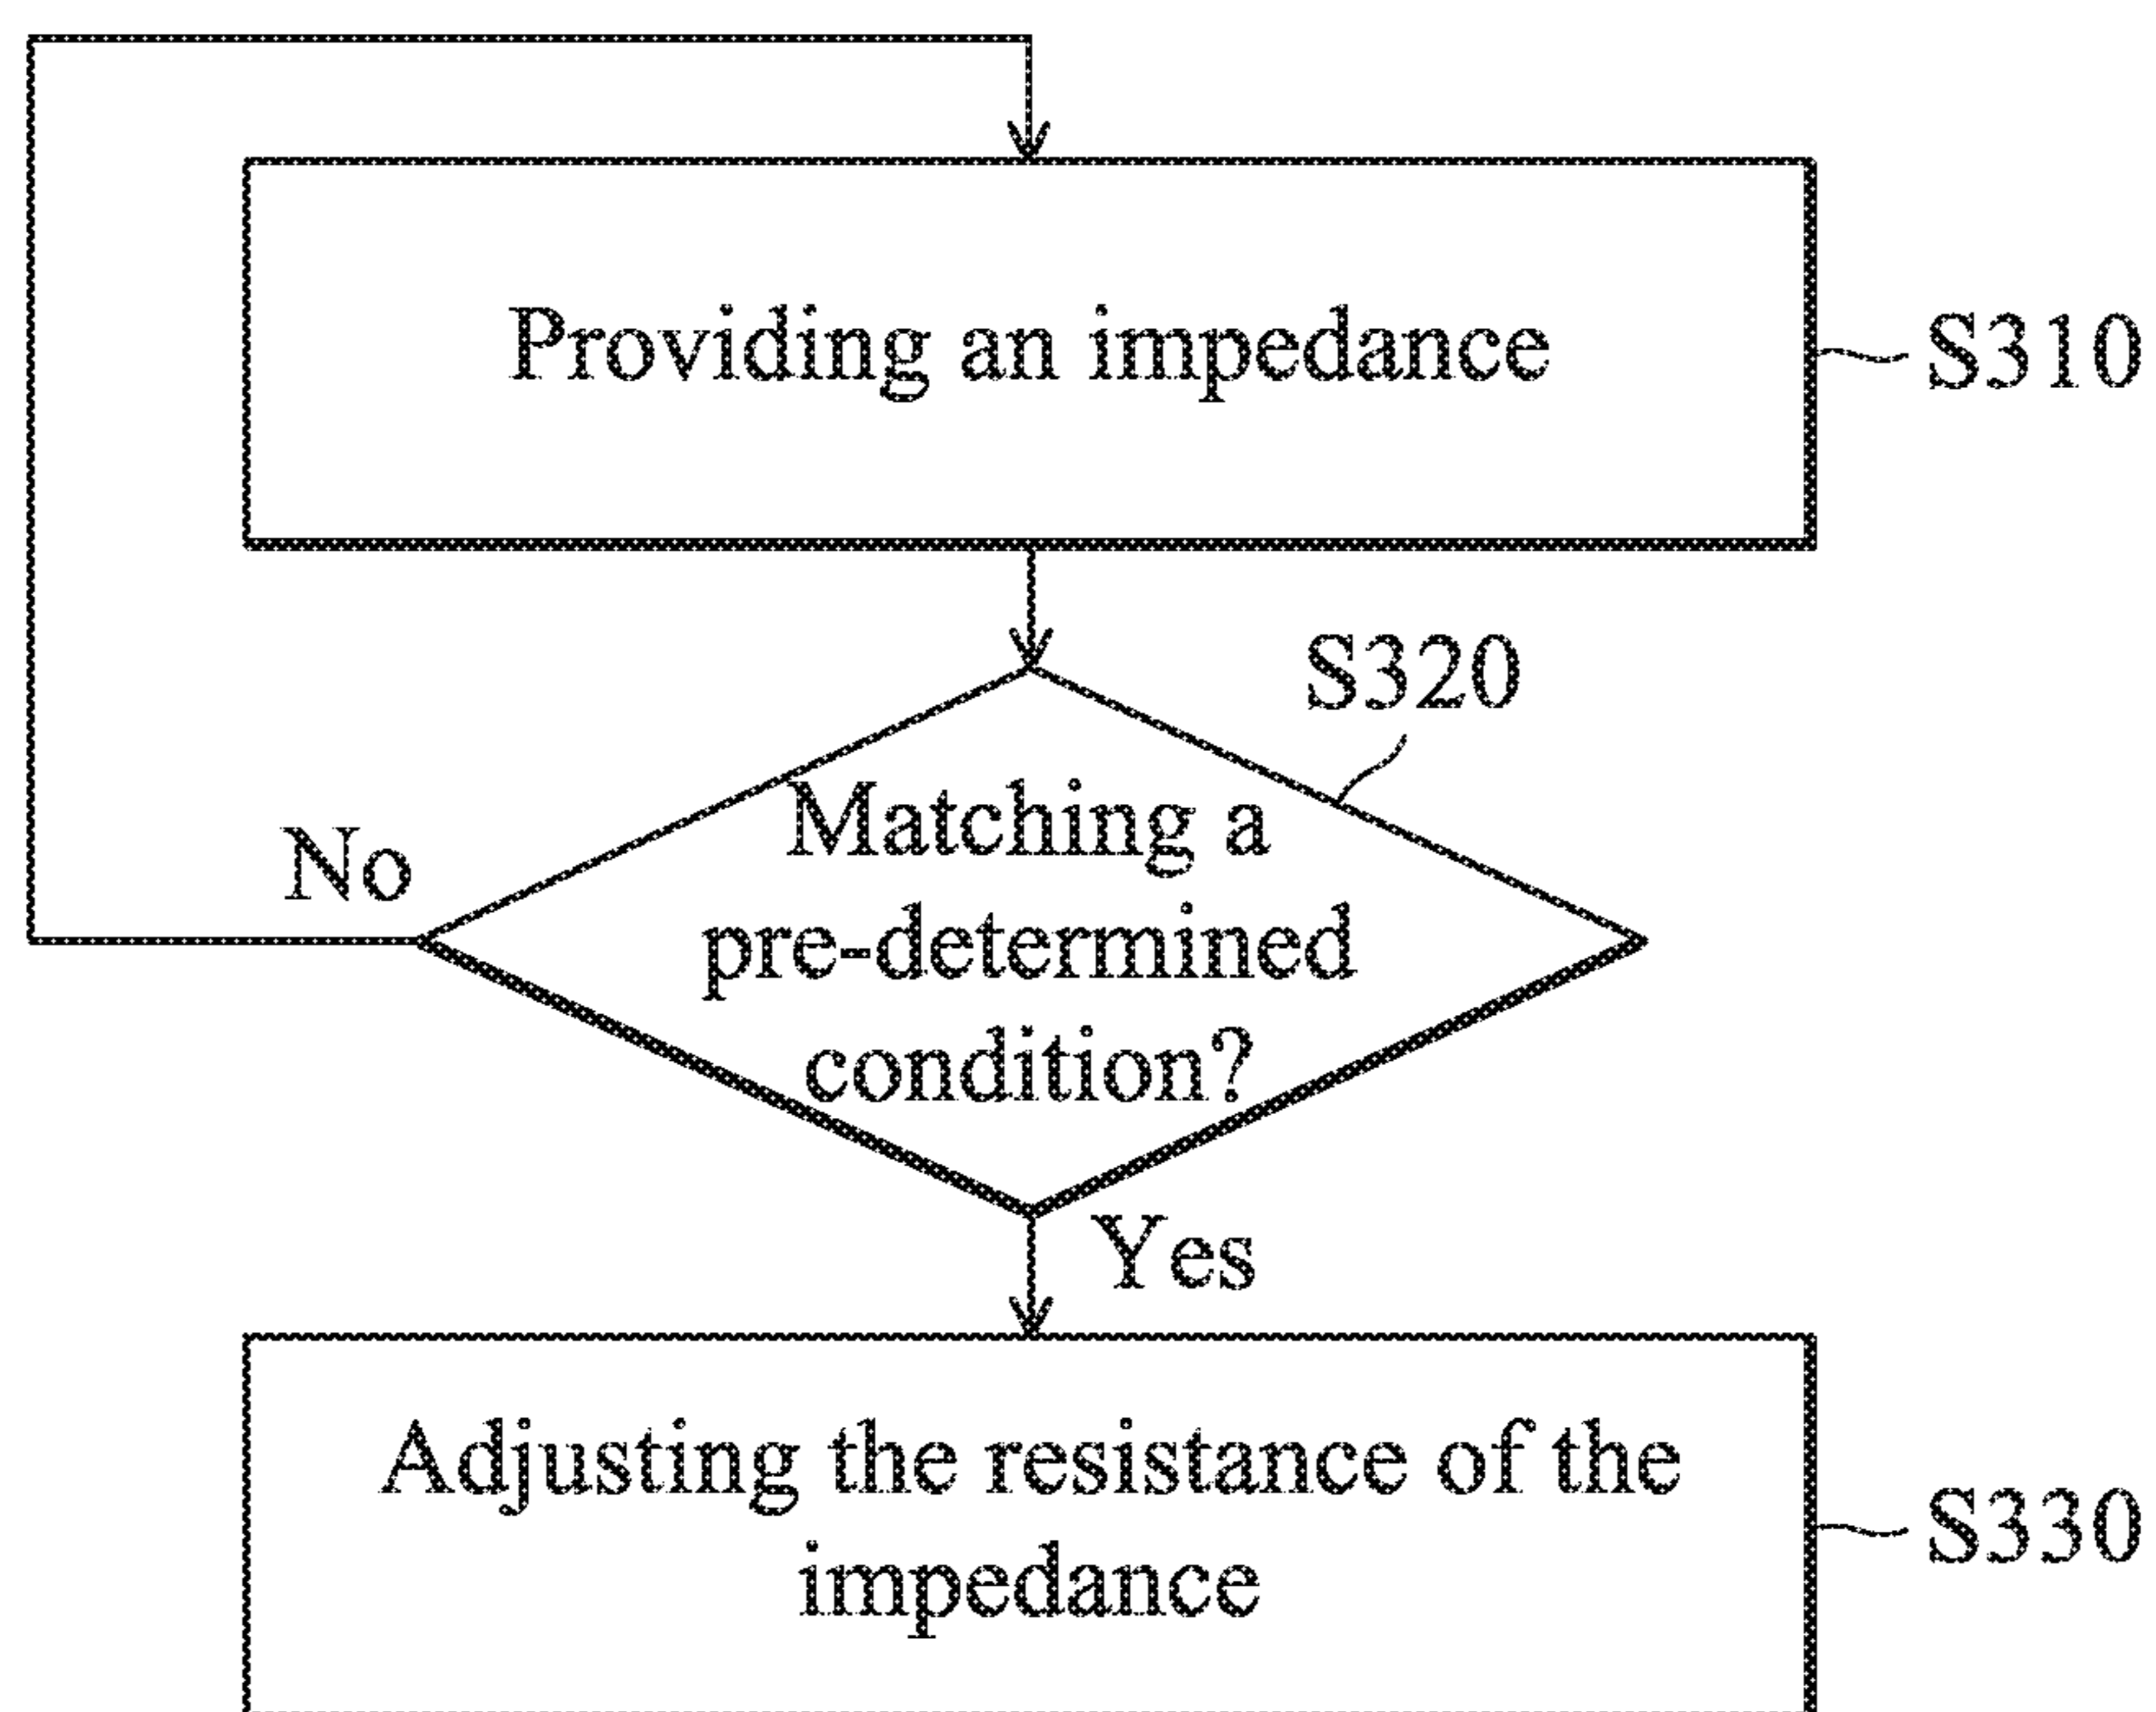 Providing an impedance
S310
S320
Matching a
pre-determined
condition?
No
Yes
Adjusting the resistance of the
impedance
S330